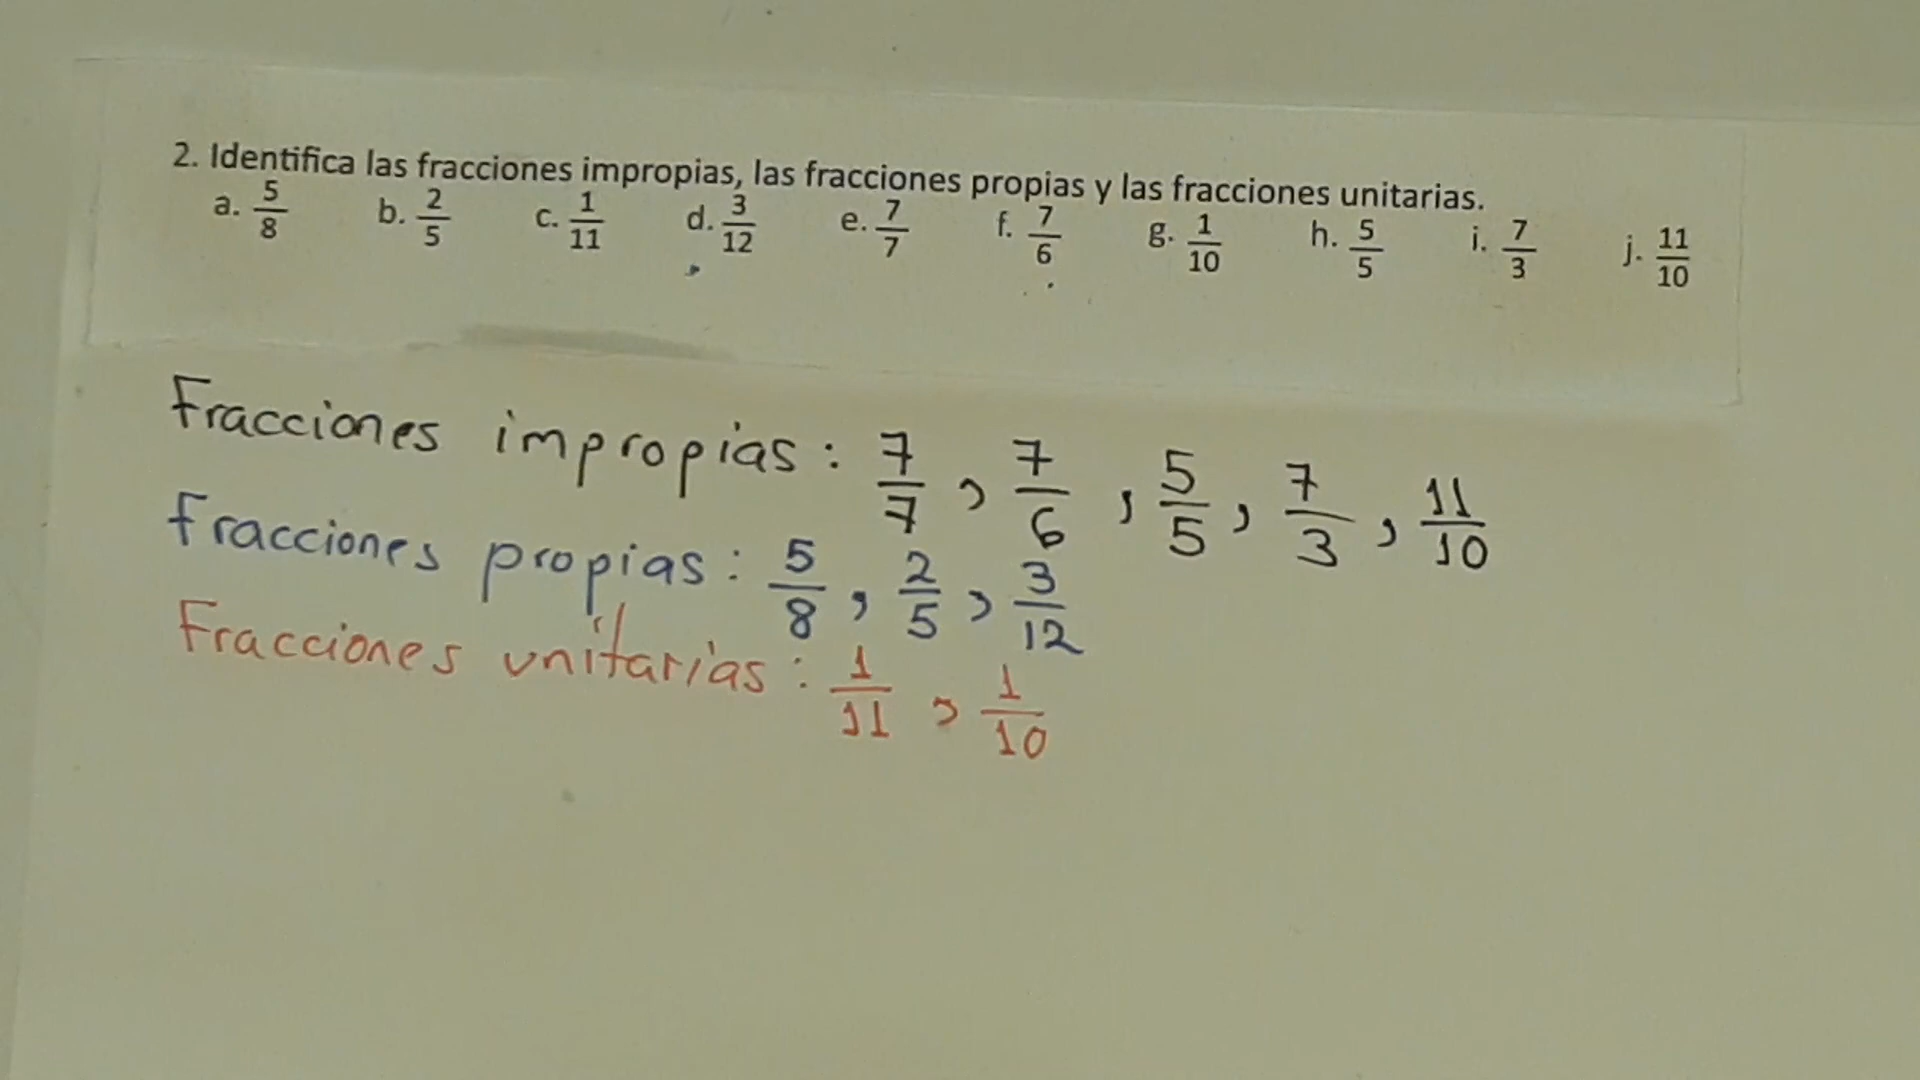 2. Identifica las fracciones impropias, las fracciones propias y las fracciones unitarias.
a. 5/8 b. 2/5 c. 1/11 d. 3/12 e. 7/7 f. 7/6 g. 1/10 h. 5/5 i. 7/3 j. 11/10
Fracciones impropias: 7/7, 7/6, 5/5, 7/3, 11/10
Fracciones propias: 5/8, 2/5, 3/12
Fracciones unitarias: 1/11, 1/10